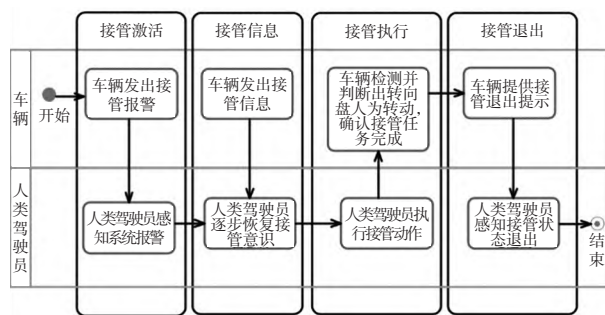 接管激活
接管信息
接管执行
接管退出
车辆
开始
车辆发出接
管报警
车辆发出接
管信息
车辆检测并
判断出转向
盘人为转动,
确认接管任
务完成
车辆提供接
管退出提示
人类驾驶员
人类驾驶员感
知系统报警
人类驾驶员
逐步恢复接
管意识
人类驾驶员执
行接管动作
人类驾驶员
感知接管状
态退出
结
束